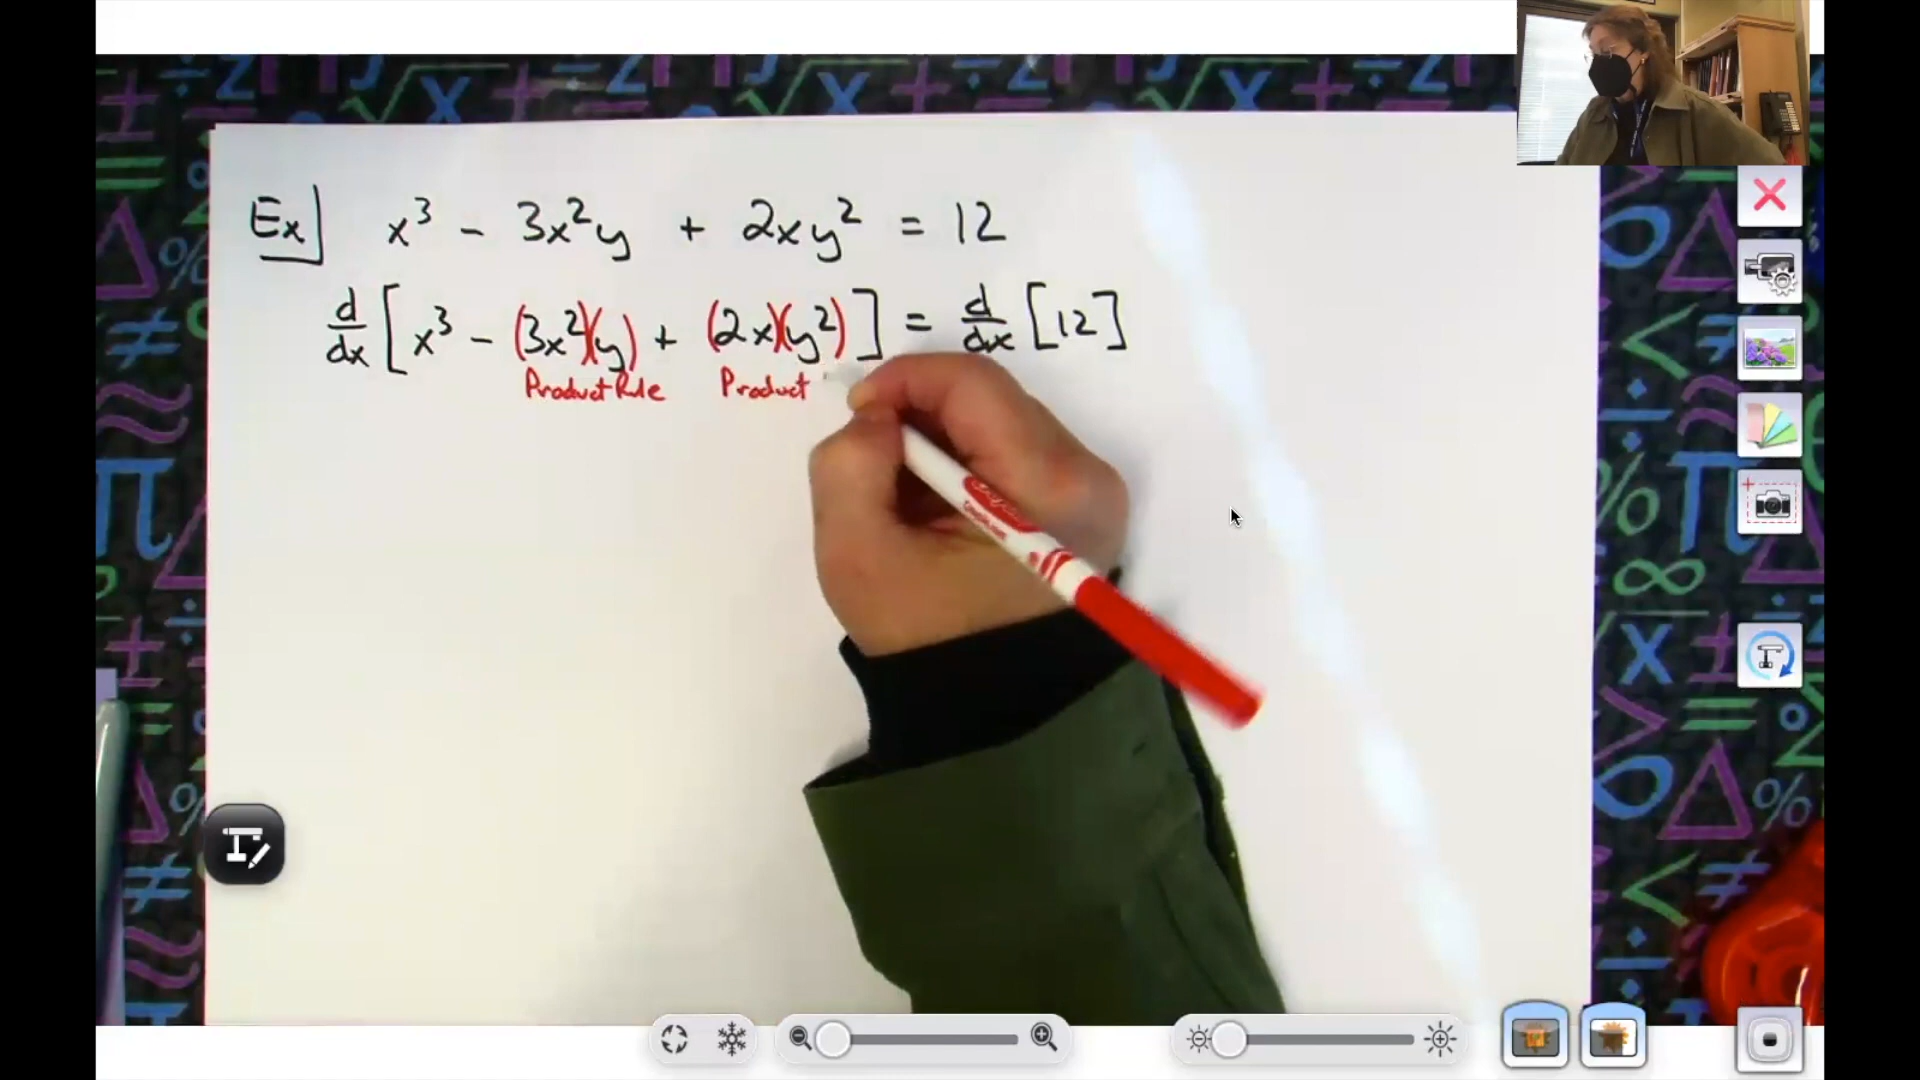 Ex] x³ - 3x²y + 2xy² = 12
d/dx [x³ - (3x²)(y) + (2x)(y²)] = d/dx [12]
Product Rule Product